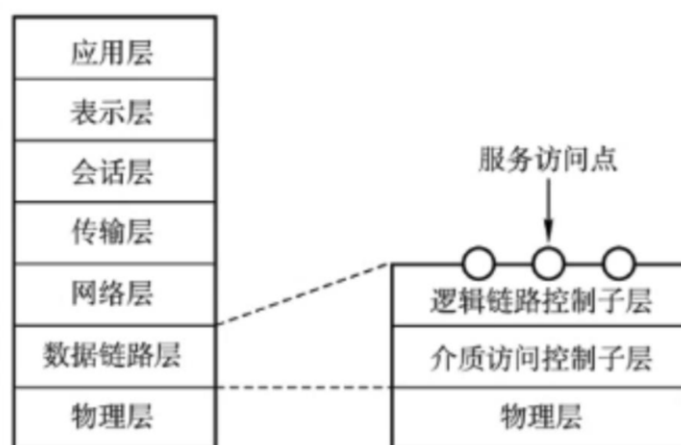 应用层
表示层
会话层
传输层
网络层
数据链路层
物理层
服务访问点
逻辑链路控制子层
介质访问控制子层
物理层